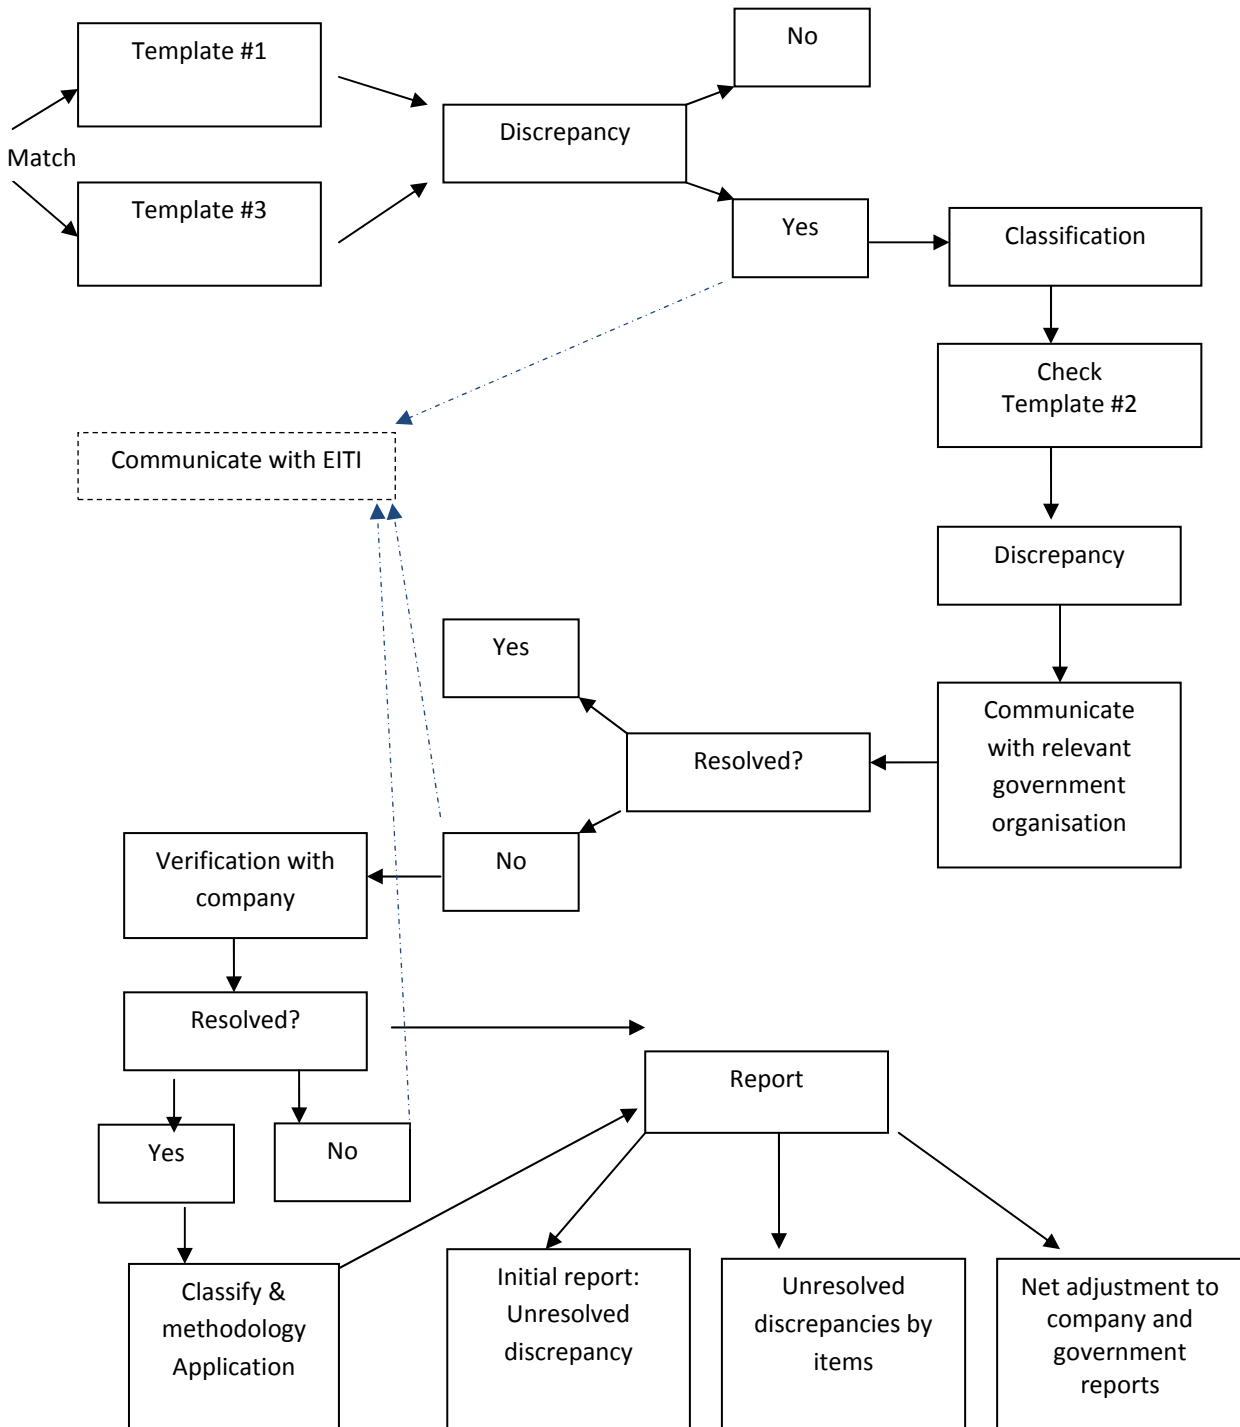 Template #1
No
Discrepancy
Match
Template #3
Yes
Classification
Check
Template #2
Communicate with EITI
Discrepancy
Yes
Communicate
with relevant
government
organisation
Resolved?
Verification with
company
No
Resolved?
Report
Yes
No
Classify &
methodology
Application
Initial report:
Unresolved
discrepancy
Unresolved
discrepancies by
items
Net adjustment to
company and
government
reports